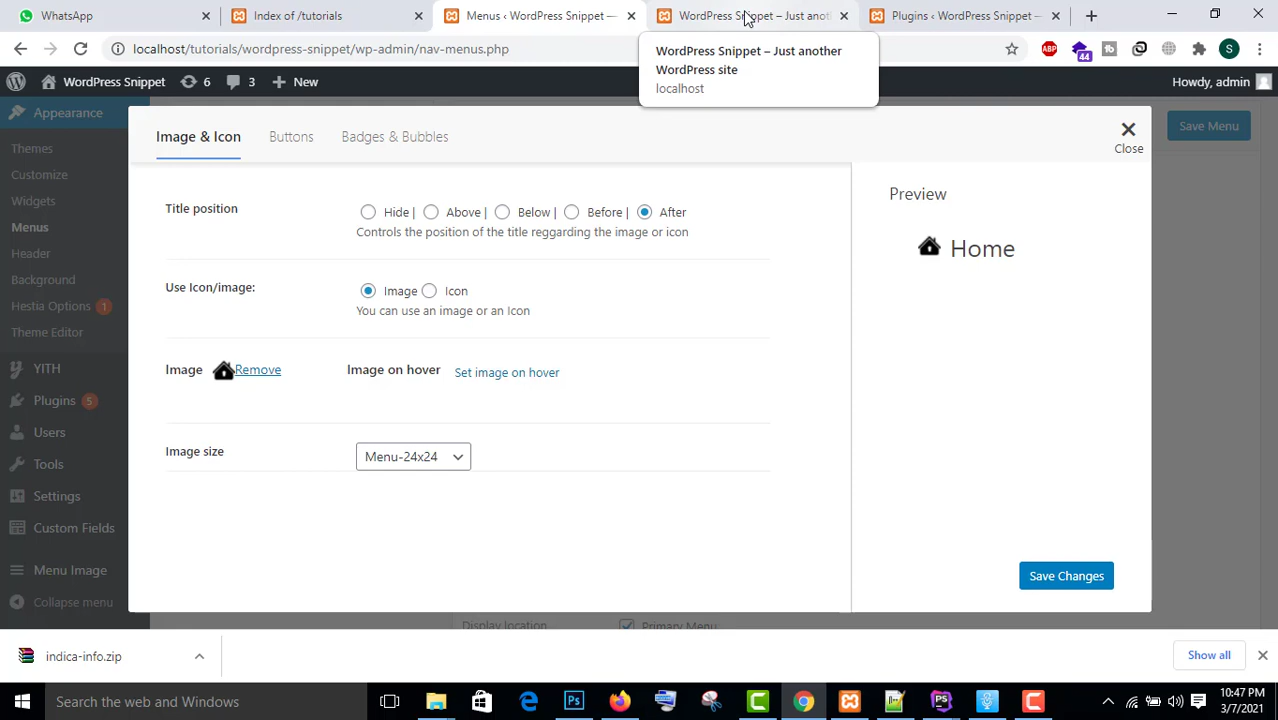 WhatsApp
Index of /tutorials
Menus ‹ WordPress Snippet —
WordPress Snippet – Just anoth
Plugins ‹ WordPress Snippet —
localhost/tutorials/wordpress-snippet/wp-admin/nav-menus.php
ABP
44
S
WordPress Snippet – Just another
WordPress site
localhost
WordPress Snippet
6
3
New
Howdy, admin
Appearance
Themes
Customize
Widgets
Menus
Header
Background
Hestia Options 1
Theme Editor
YITH
Plugins 5
Users
Tools
Settings
Custom Fields
Menu Image
Collapse menu
Save Menu
Image & Icon
Buttons
Badges & Bubbles
Close
Title position
Hide |
Above |
Below |
Before |
After
Controls the position of the title reggarding the image or icon
Use Icon/image:
Image
Icon
You can use an image or an Icon
Image
Remove
Image on hover
Set image on hover
Image size
Menu-24x24
Preview
Home
Save Changes
Display location
Primary Menu
indica-info.zip
Show all
Search the web and Windows
Ps
PS
10:47 PM
3/7/2021